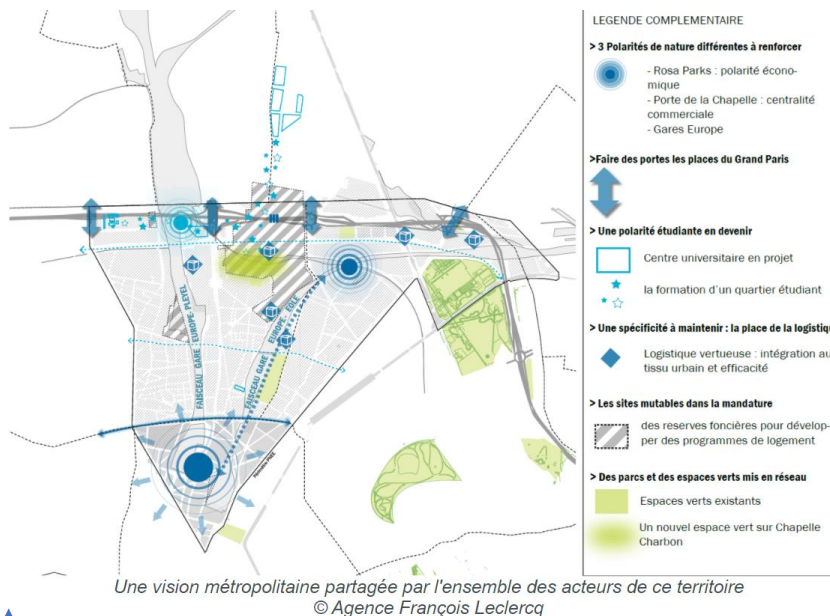 LEGENDE COMPLEMENTAIRE
> 3 Polarités de nature différentes à renforcer
- Rosa Parks : polarité écono-
mique
- Porte de la Chapelle : centralité
commerciale
- Gares Europe
>Faire des portes les places du Grand Paris
> Une polarité étudiante en devenir
Centre universitaire en projet
la formation d'un quartier étudiant
> Une spécificité à maintenir : la place de la logistiqu
Logistique vertueuse : intégration au
tissu urbain et efficacité
> Les sites mutables dans la mandature
des reserves foncières pour dévelop-
per des programmes de logement
> Des parcs et des espaces verts mis en réseau
Espaces verts existants
Un nouvel espace vert sur Chapelle
Charbon
FAISCEAU GARE EUROPE- PLEYEL
FAISCEAU GARE EUROPE- EOLE
Une vision métropolitaine partagée par l'ensemble des acteurs de ce territoire
© Agence François Leclercq